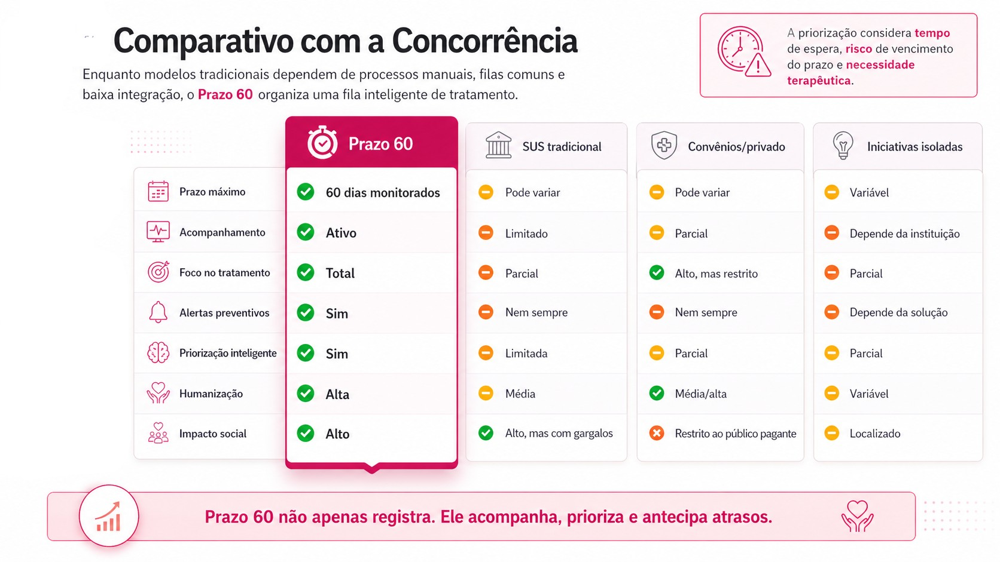 Comparativo com a Concorrência
Enquanto modelos tradicionais dependem de processos manuais, filas comuns e
baixa integração, o Prazo 60 organiza uma fila inteligente de tratamento.
A priorização considera tempo
de espera, risco de vencimento
do prazo e necessidade
terapêutica.
Prazo 60
SUS tradicional
Convênios/privado
Iniciativas isoladas
Prazo máximo
60 dias monitorados
Pode variar
Pode variar
Variável
Acompanhamento
Ativo
Limitado
Parcial
Depende da instituição
Foco no tratamento
Total
Parcial
Alto, mas restrito
Parcial
Alertas preventivos
Sim
Nem sempre
Nem sempre
Depende da solução
Priorização inteligente
Sim
Limitada
Parcial
Parcial
Humanização
Alta
Média
Média/alta
Variável
Impacto social
Alto
Alto, mas com gargalos
Restrito ao público pagante
Localizado
Prazo 60 não apenas registra. Ele acompanha, prioriza e antecipa atrasos.